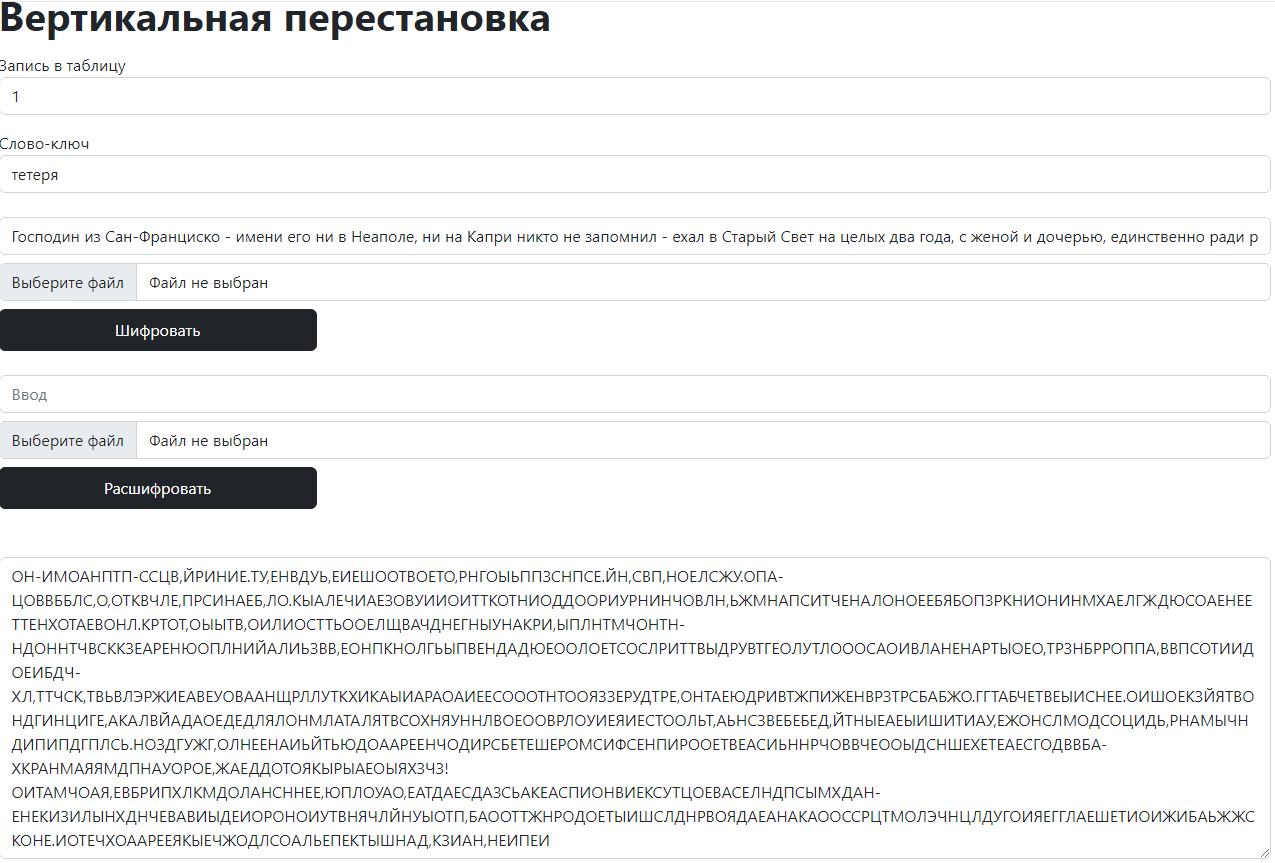 Вертикальная перестановка
Запись в таблицу
1
Слово-ключ
тетеря
Господин из Сан-Франциско - имени его ни в Неаполе, ни на Капри никто не запомнил - ехал в Старый Свет на целых два года, с женой и дочерью, единственно ради р
Выберите файл Файл не выбран
Шифровать
Ввод
Выберите файл Файл не выбран
Расшифровать
ОН-ИМОАНПТП-ССЦВ,ЙРИНИЕ.ТУ,ЕНВДУЬ,ЕИЕШООТВОЕТО,РНГОЫЬППЗСНПСЕ.ЙН,СВП,НОЕЛСЖУ.ОПА-
ЦОВВББЛС,О,ОТКВЧЛЕ,ПРСИНАЕБ,ЛО.КЫАЛЕЧИАЕЗОВУИИОИТТКОТНИОДДООРИУРНИНЧОВЛН,ЬЖМНАПСИТЧЕНАЛОНОЕЕБЯБОПЗРКНИОНИНМХАЕЛГЖДЮСОАЕНЕЕ
ТТЕНХОТАЕВОНЛ.КРТОТ,ОЫЫТВ,ОИЛИОСТТЬООЕЛЩВАЧДНЕГНЫУНАКРИ,ЫПЛНТМЧОНТН-
НДОННТЧВСККЗЕАРЕНЮОПЛНИЙАЛИЬЗВВ,ЕОНПКНОЛГЬЫПВЕНДАДЮЕООЛОЕТСОСЛРИТТВЫДРУВТГЕОЛУТЛОООСАОИВЛАНЕНАРТЫОЕО,ТРЗНБРРОППА,ВВПСОТИИД
ОЕИБДЧ-
ХЛ,ТТЧСК,ТВЬВЛЭРЖИЕАВЕУОВААНЩРЛЛУТКХИКАЫИАРАОАИЕЕСОООТНТООЯЗЗЕРУДТРЕ,ОНТАЕЮДРИВТЖПИЖЕНВРЗТРСБАБЖО.ГГТАБЧЕТВЕЫИСНЕЕ.ОИШОЕКЗЙЯТВО
НДГИНЦИГЕ,АКАЛВЙАДАОЕДЕДЛЯЛОНМЛАТАЛЯТВСОХНЯУННЛВОЕООВРЛОУИЕЯИЕСТООЛЬТ,АЬНСЗВЕБЕБЕД,ЙТНЫЕАЕЫИШИТИАУ,ЕЖОНСЛМОДСОЦИДЬ,РНАМЫЧН
ДИПИПДГПЛСЬ.НОЗДГУЖГ,ОЛНЕЕНАИЬЙТЬЮДОААРЕЕНЧОДИРСБЕТЕШЕРОМСИФСЕНПИРООЕТВЕАСИЬННРЧОВВЧЕООЫДСНШЕХЕТЕАЕСГОДВВБА-
ХКРАНМАЯЯМДПНАУОРОЕ,ЖАЕДДОТОЯКЫРЫАЕОЫЯХЗЧЗ!
ОИТАМЧОАЯ,ЕВБРИПХЛКМДОЛАНСННЕЕ,ЮПЛОУАО,ЕАТДАЕСДАЗСЬАКЕАСПИОНВИЕКСУТЦОЕВАСЕЛНДПСЫМХДАН-
ЕНЕКИЗИЛЫНХДНЧЕВАВИЫДЕИОРОНОИУТВНЯЧЛЙНУЫОТП,БАООТТЖНРОДОЕТЫИШСЛДНРВОЯДАЕАНАКАООССРЦТМОЛЭЧНЦЛДУГОИЯЕГГЛАЕШЕТИОИЖИБАЬЖЖС
КОНЕ.ИОТЕЧХОААРЕЕЯКЫЕЧЖОДЛСОАЛЬЕПЕКТЫШНАД,КЗИАН,НЕИПЕИ